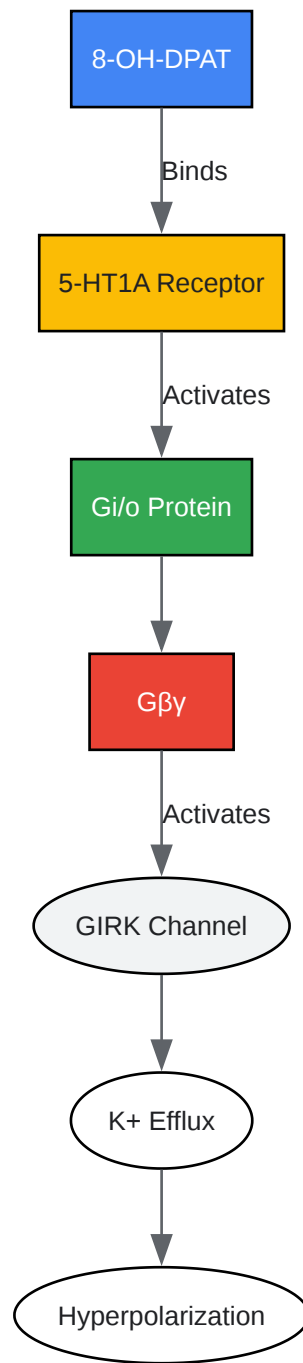 8-OH-DPAT
Binds
5-HT1A Receptor
Activates
Gi/o Protein
Gβγ
Activates
GIRK Channel
K+ Efflux
Hyperpolarization